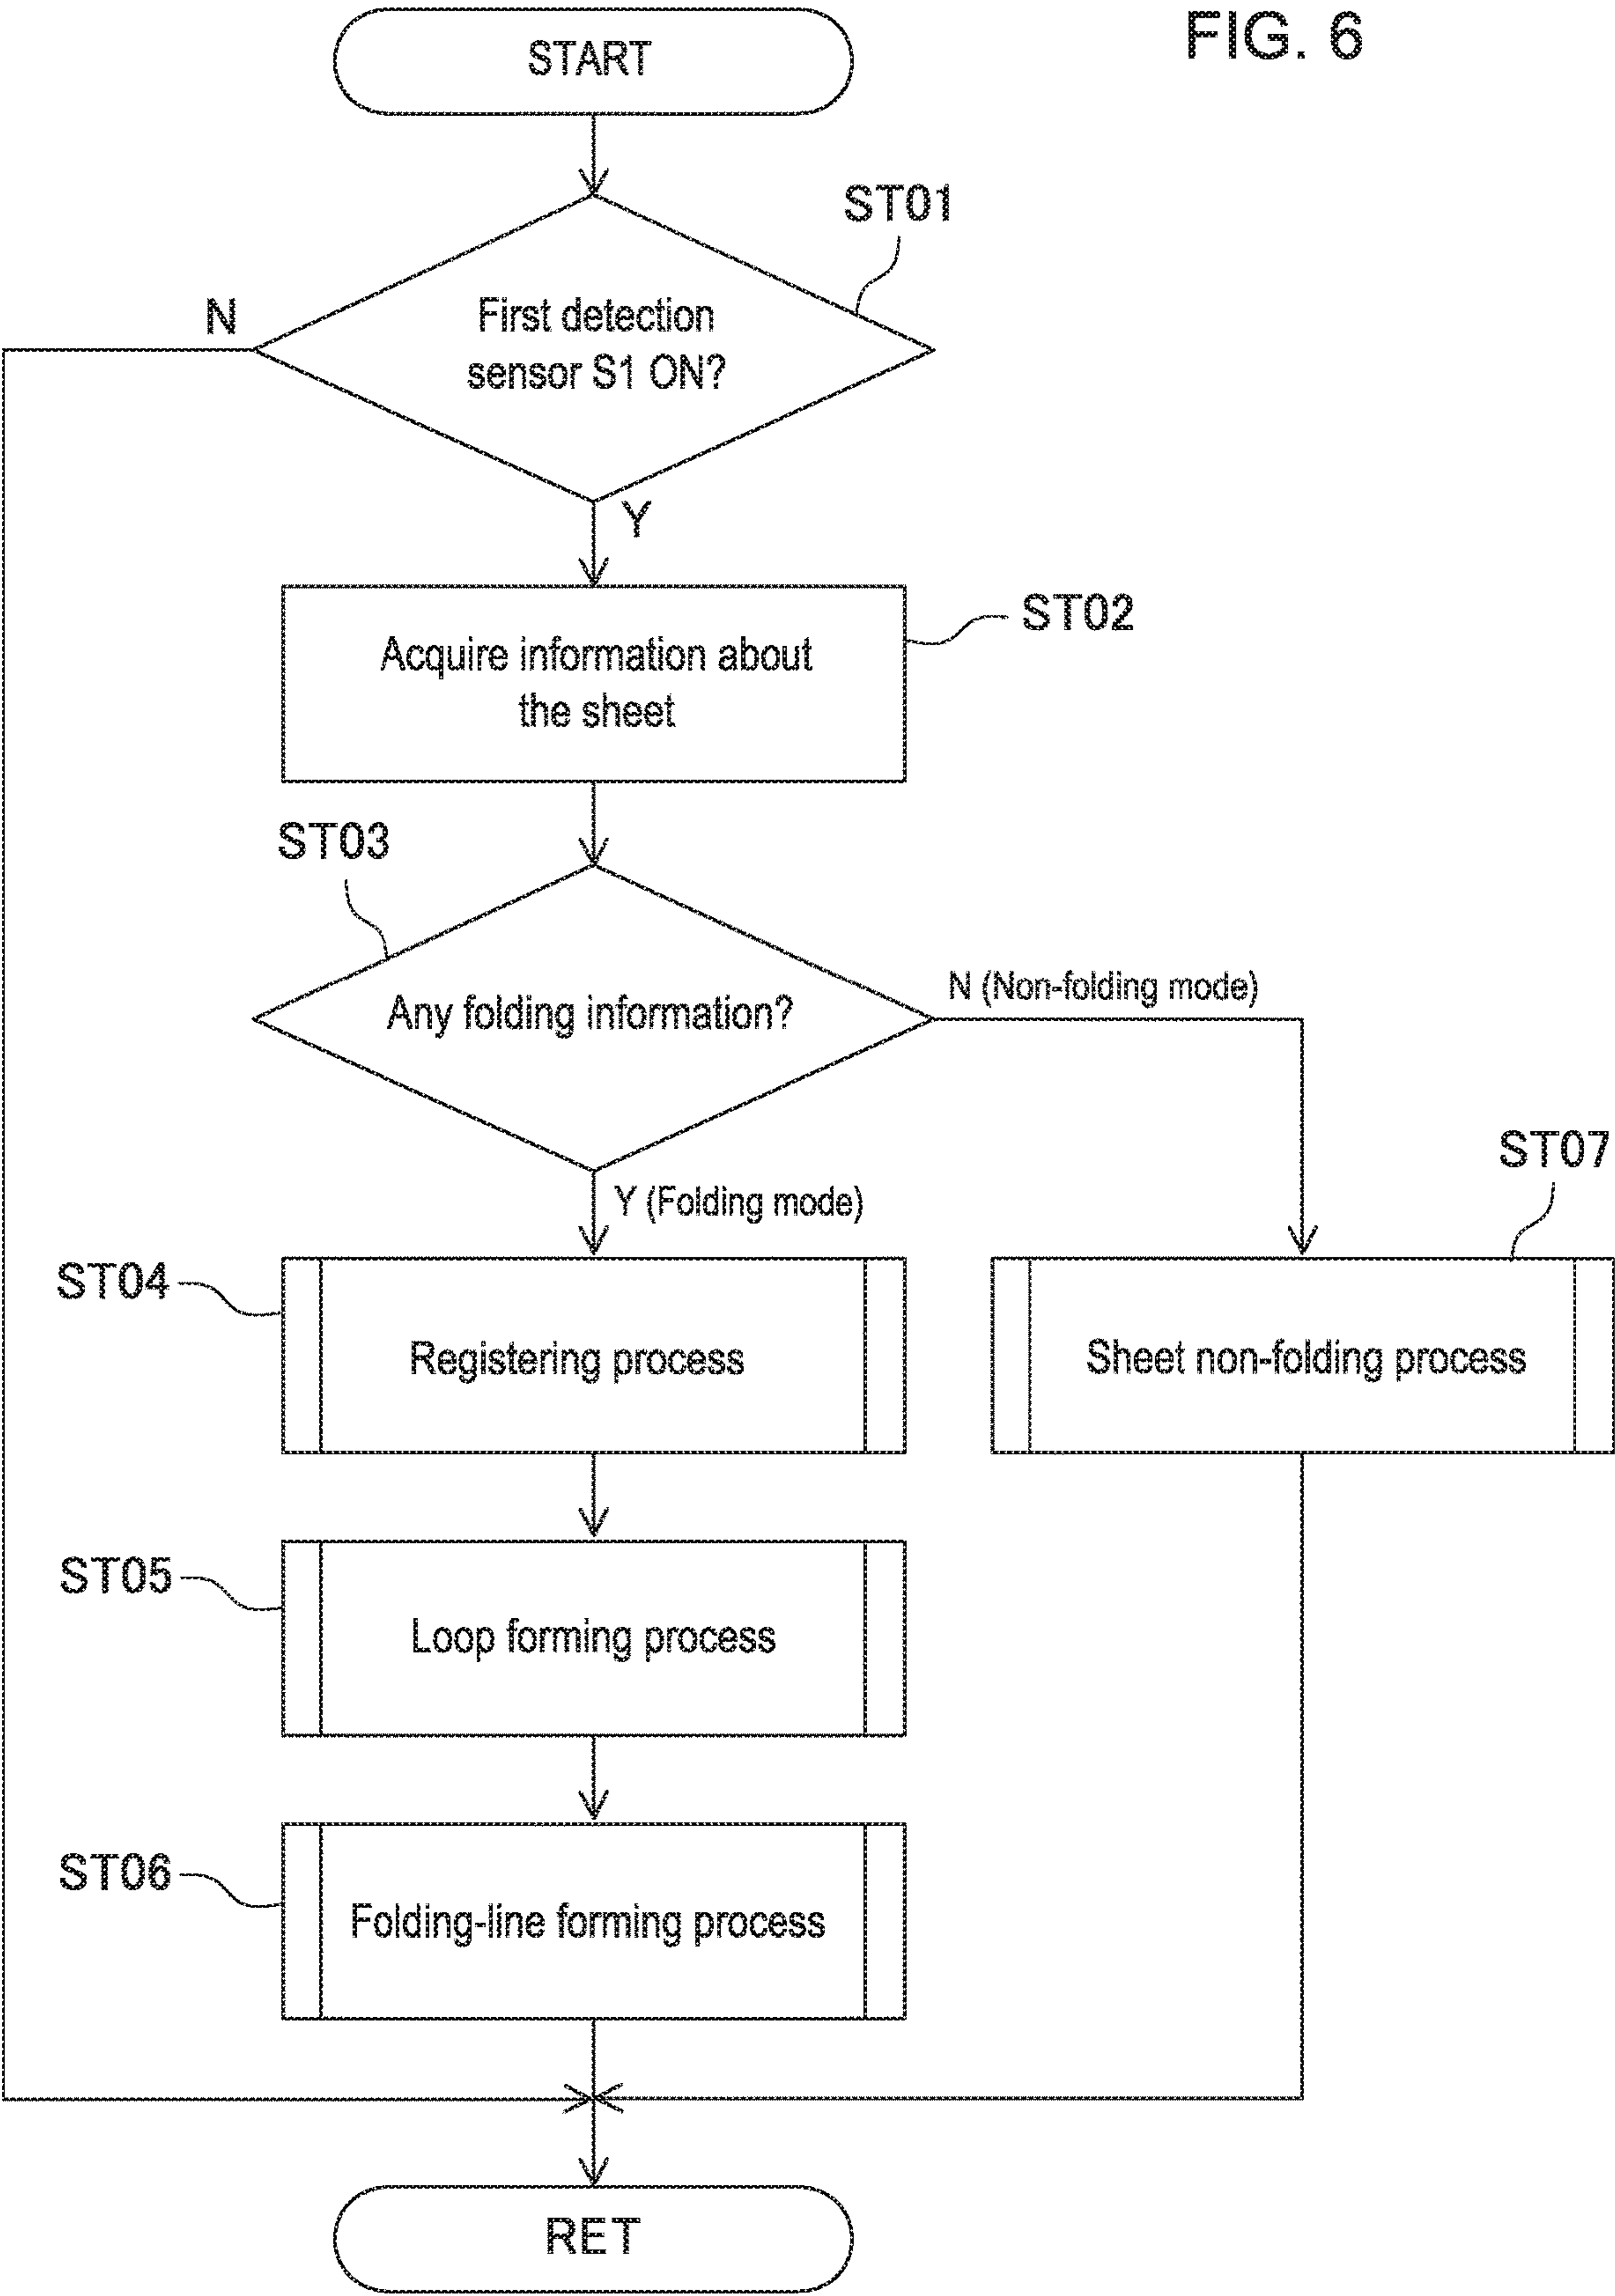 FIG. 6
START
ST01
N
First detection
sensor S1 ON?
Y
ST02
Acquire information about
the sheet
ST03
N (Non-folding mode)
Any folding information?
ST07
Y (Folding mode)
ST04
Registering process
Sheet non-folding process
ST05
Loop forming process
ST06
Folding-line forming process
RET